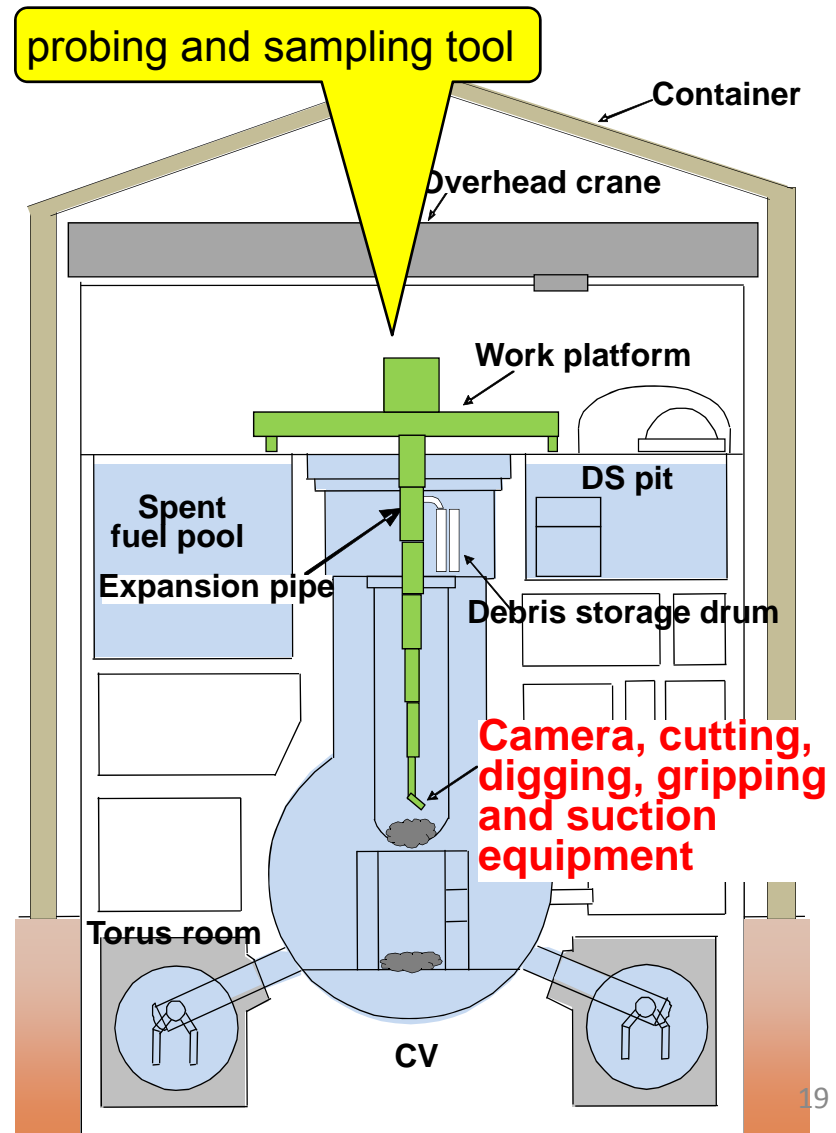 probing and sampling tool
Container
Overhead crane
Work platform
DS pit
Spent
fuel pool
Expansion pipe
Debris storage drum
Camera, cutting,
digging, gripping
and suction
equipment
Torus room
CV
19